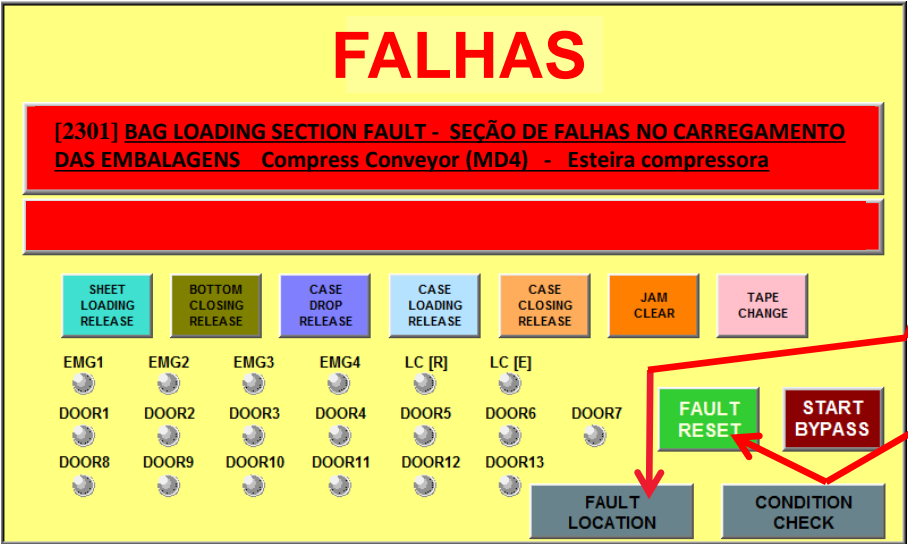 FALHAS
[2301] BAG LOADING SECTION FAULT - SEÇÃO DE FALHAS NO CARREGAMENTO
DAS EMBALAGENS Compress Conveyor (MD4) - Esteira compressora
SHEET
LOADING
RELEASE
BOTTOM
CLOSING
RELEASE
CASE
DROP
RELEASE
CASE
LOADING
RELEASE
CASE
CLOSING
RELEASE
JAM
CLEAR
TAPE
CHANGE
EMG1 EMG2 EMG3 EMG4 LC [R] LC [E]
DOOR1 DOOR2 DOOR3 DOOR4 DOOR5 DOOR6 DOOR7
DOOR8 DOOR9 DOOR10 DOOR11 DOOR12 DOOR13
FAULT
RESET
START
BYPASS
FAULT
LOCATION
CONDITION
CHECK